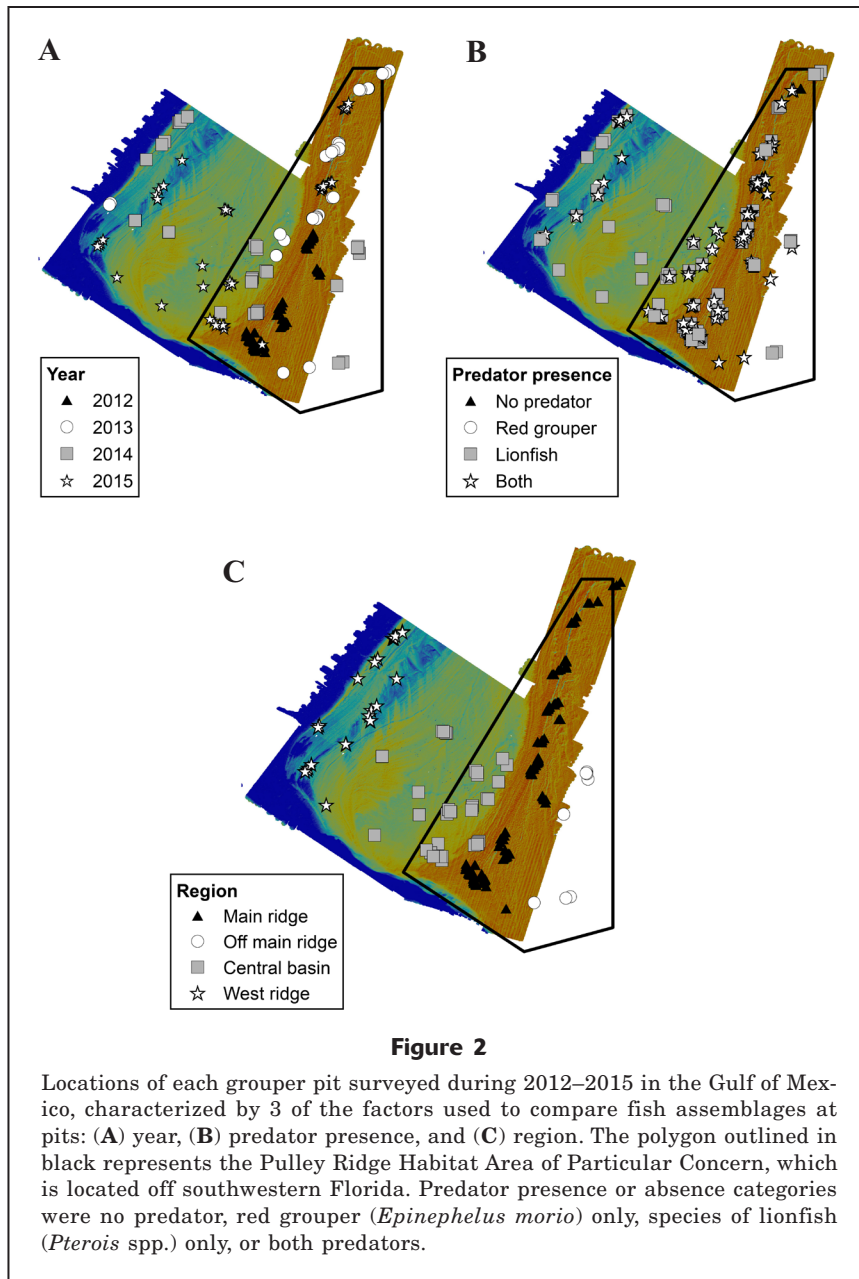 A
B
Year
2012
2013
2014
2015
Predator presence
No predator
Red grouper
Lionfish
Both
C
Region
Main ridge
Off main ridge
Central basin
West ridge
Figure 2
Locations of each grouper pit surveyed during 2012–2015 in the Gulf of Mex-
ico, characterized by 3 of the factors used to compare fish assemblages at
pits: (A) year, (B) predator presence, and (C) region. The polygon outlined in
black represents the Pulley Ridge Habitat Area of Particular Concern, which
is located off southwestern Florida. Predator presence or absence categories
were no predator, red grouper (Epinephelus morio) only, species of lionfish
(Pterois spp.) only, or both predators.